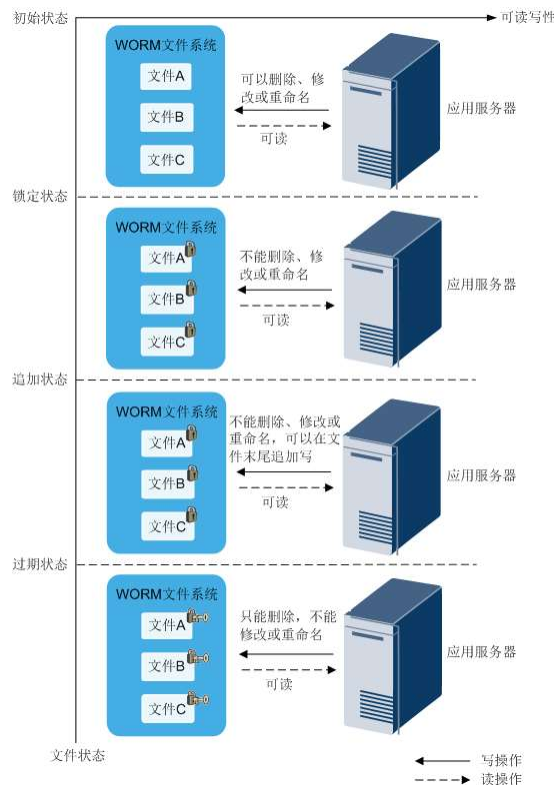 初始状态
可读写性
WORM文件系统
文件A
文件B
文件C
可以删除、修
改或重命名
可读
应用服务器
锁定状态
WORM文件系统
文件A
文件B
文件C
不能删除、修
改或重命名
可读
应用服务器
追加状态
WORM文件系统
文件A
文件B
文件C
不能删除、修改或
重命名，可以在文
件末尾追加写
可读
应用服务器
过期状态
WORM文件系统
文件A
文件B
文件C
只能删除，不能
修改或重命名
可读
应用服务器
文件状态
写操作
读操作